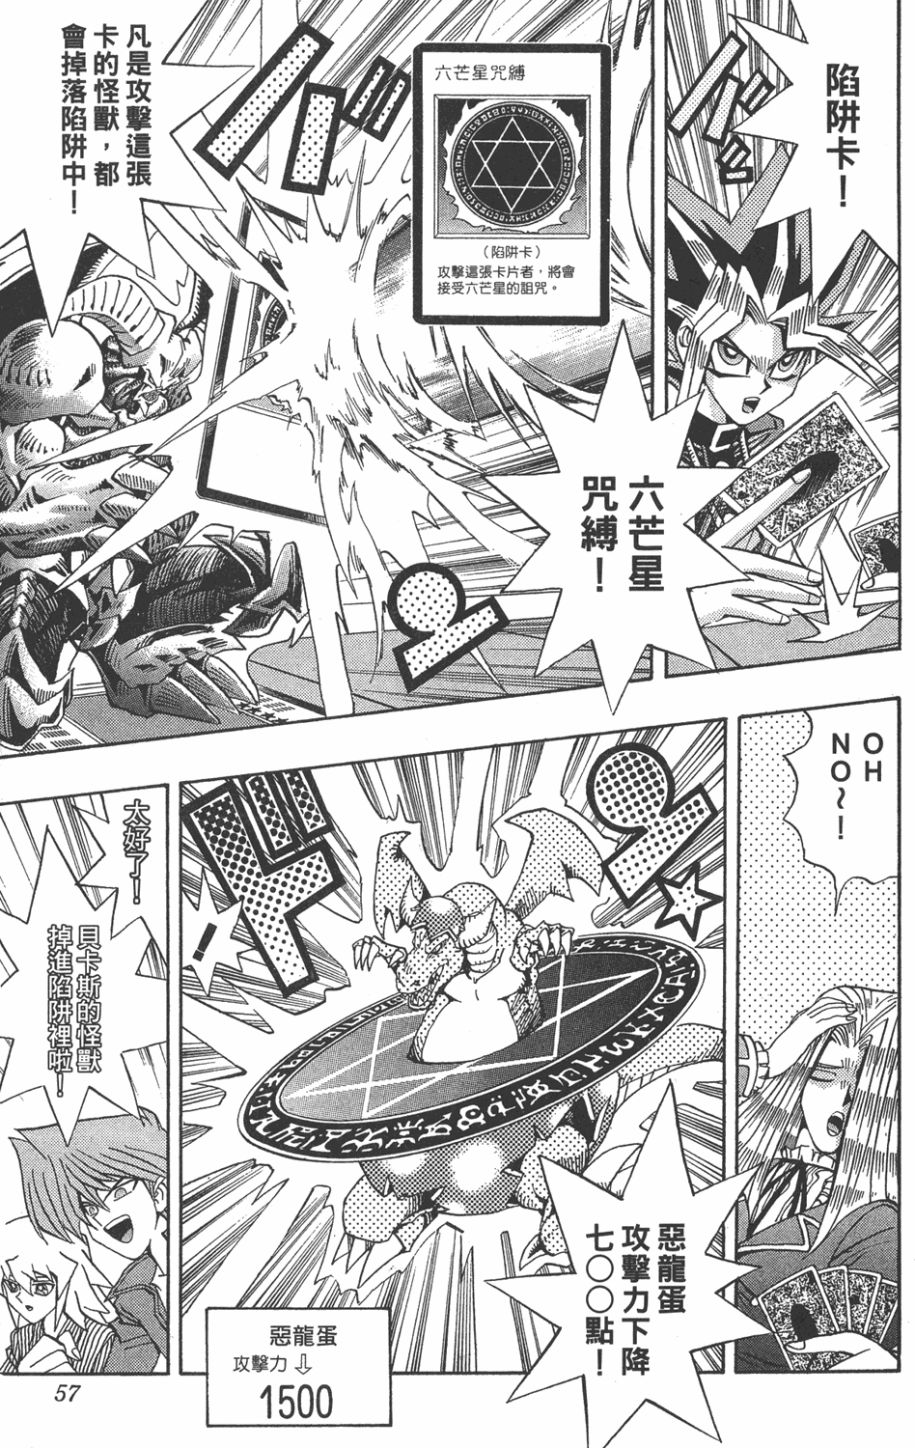 陷阱卡！
六芒星
咒縛！
六芒星咒縛
（陷阱卡）
攻擊這張卡片者，將會
接受六芒星的詛咒。
凡是攻擊這張
卡的怪獸，都
會掉落陷阱中！
OH
NO~！
惡龍蛋
攻擊力下降
七〇〇點！
惡龍蛋
攻擊力⇩
1500
！
太好了！
貝卡斯的怪獸
掉進陷阱裡啦！
57